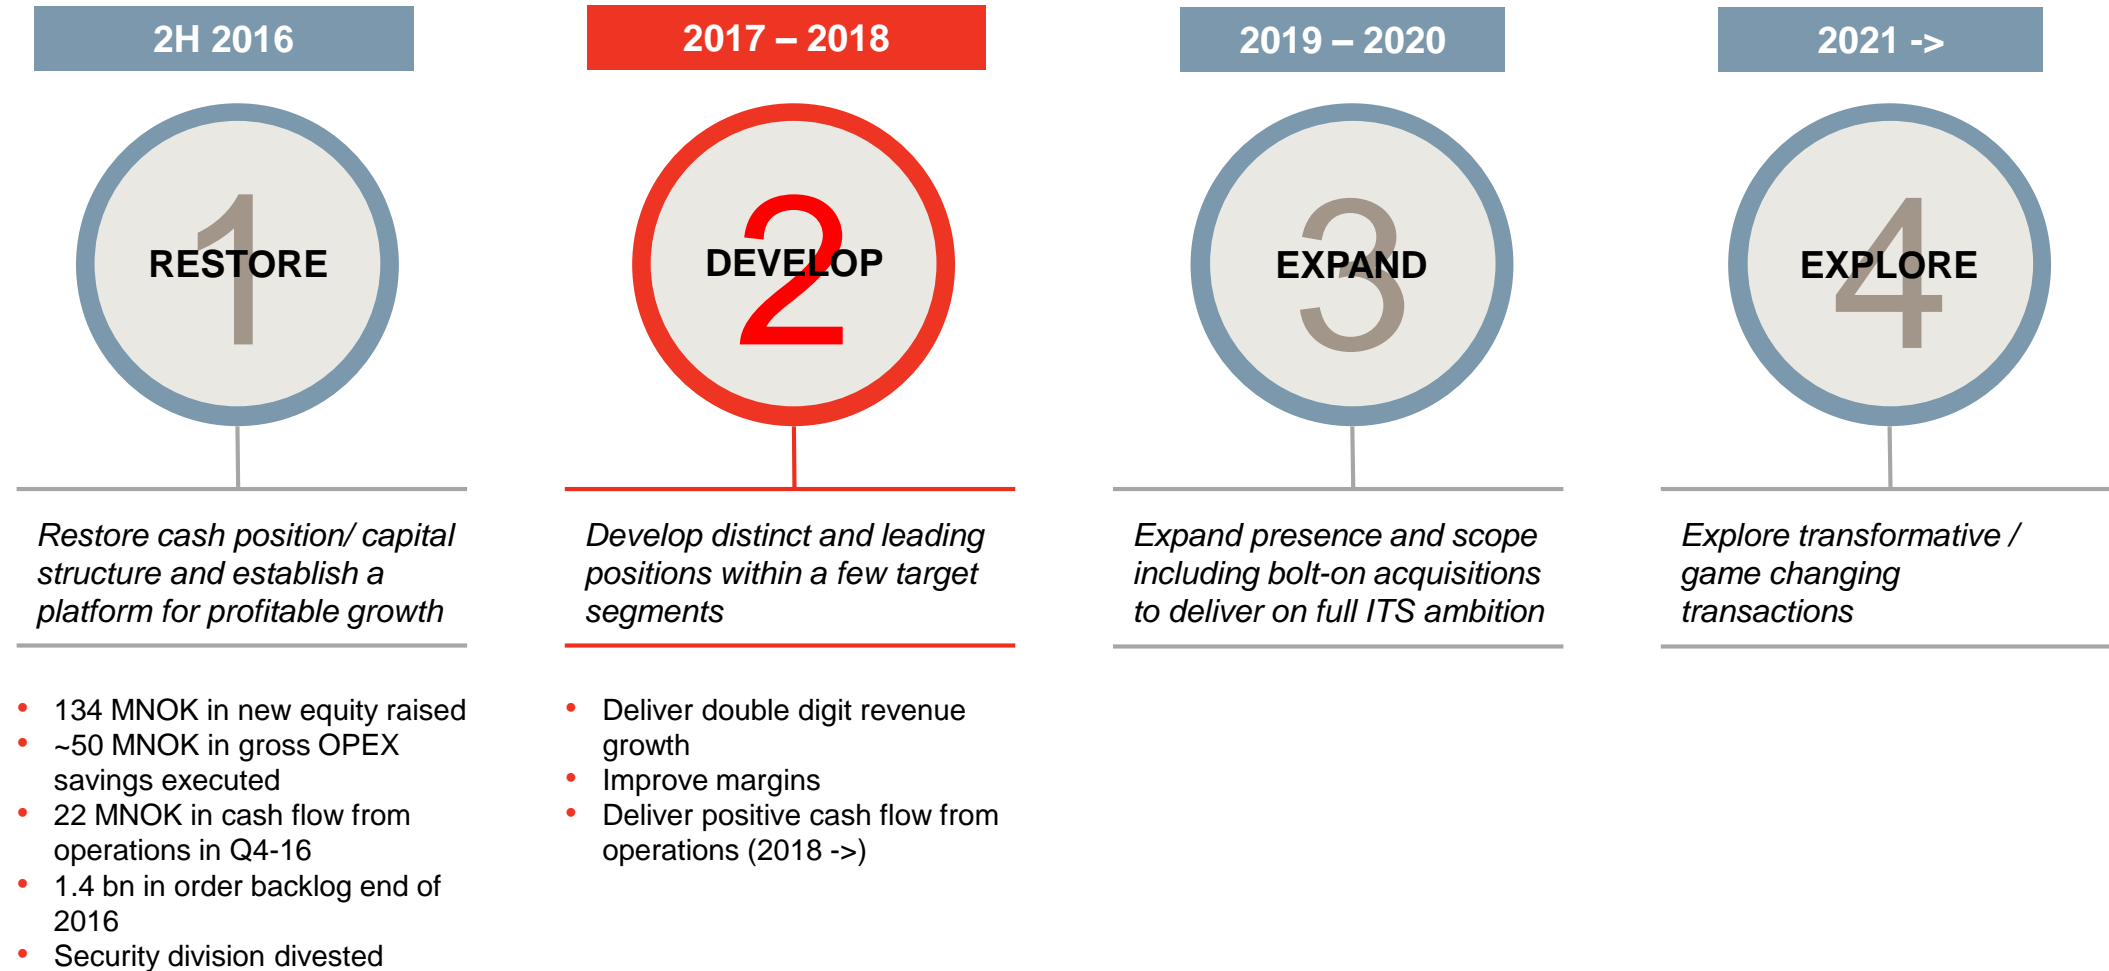 2H 2016
1
RESTORE
Restore cash position/ capital
structure and establish a
platform for profitable growth
• 134 MNOK in new equity raised
• ~50 MNOK in gross OPEX
savings executed
• 22 MNOK in cash flow from
operations in Q4-16
• 1.4 bn in order backlog end of
2016
• Security division divested
2017 – 2018
2
DEVELOP
Develop distinct and leading
positions within a few target
segments
• Deliver double digit revenue
growth
• Improve margins
• Deliver positive cash flow from
operations (2018 ->)
2019 – 2020
3
EXPAND
Expand presence and scope
including bolt-on acquisitions
to deliver on full ITS ambition
2021 ->
4
EXPLORE
Explore transformative /
game changing
transactions